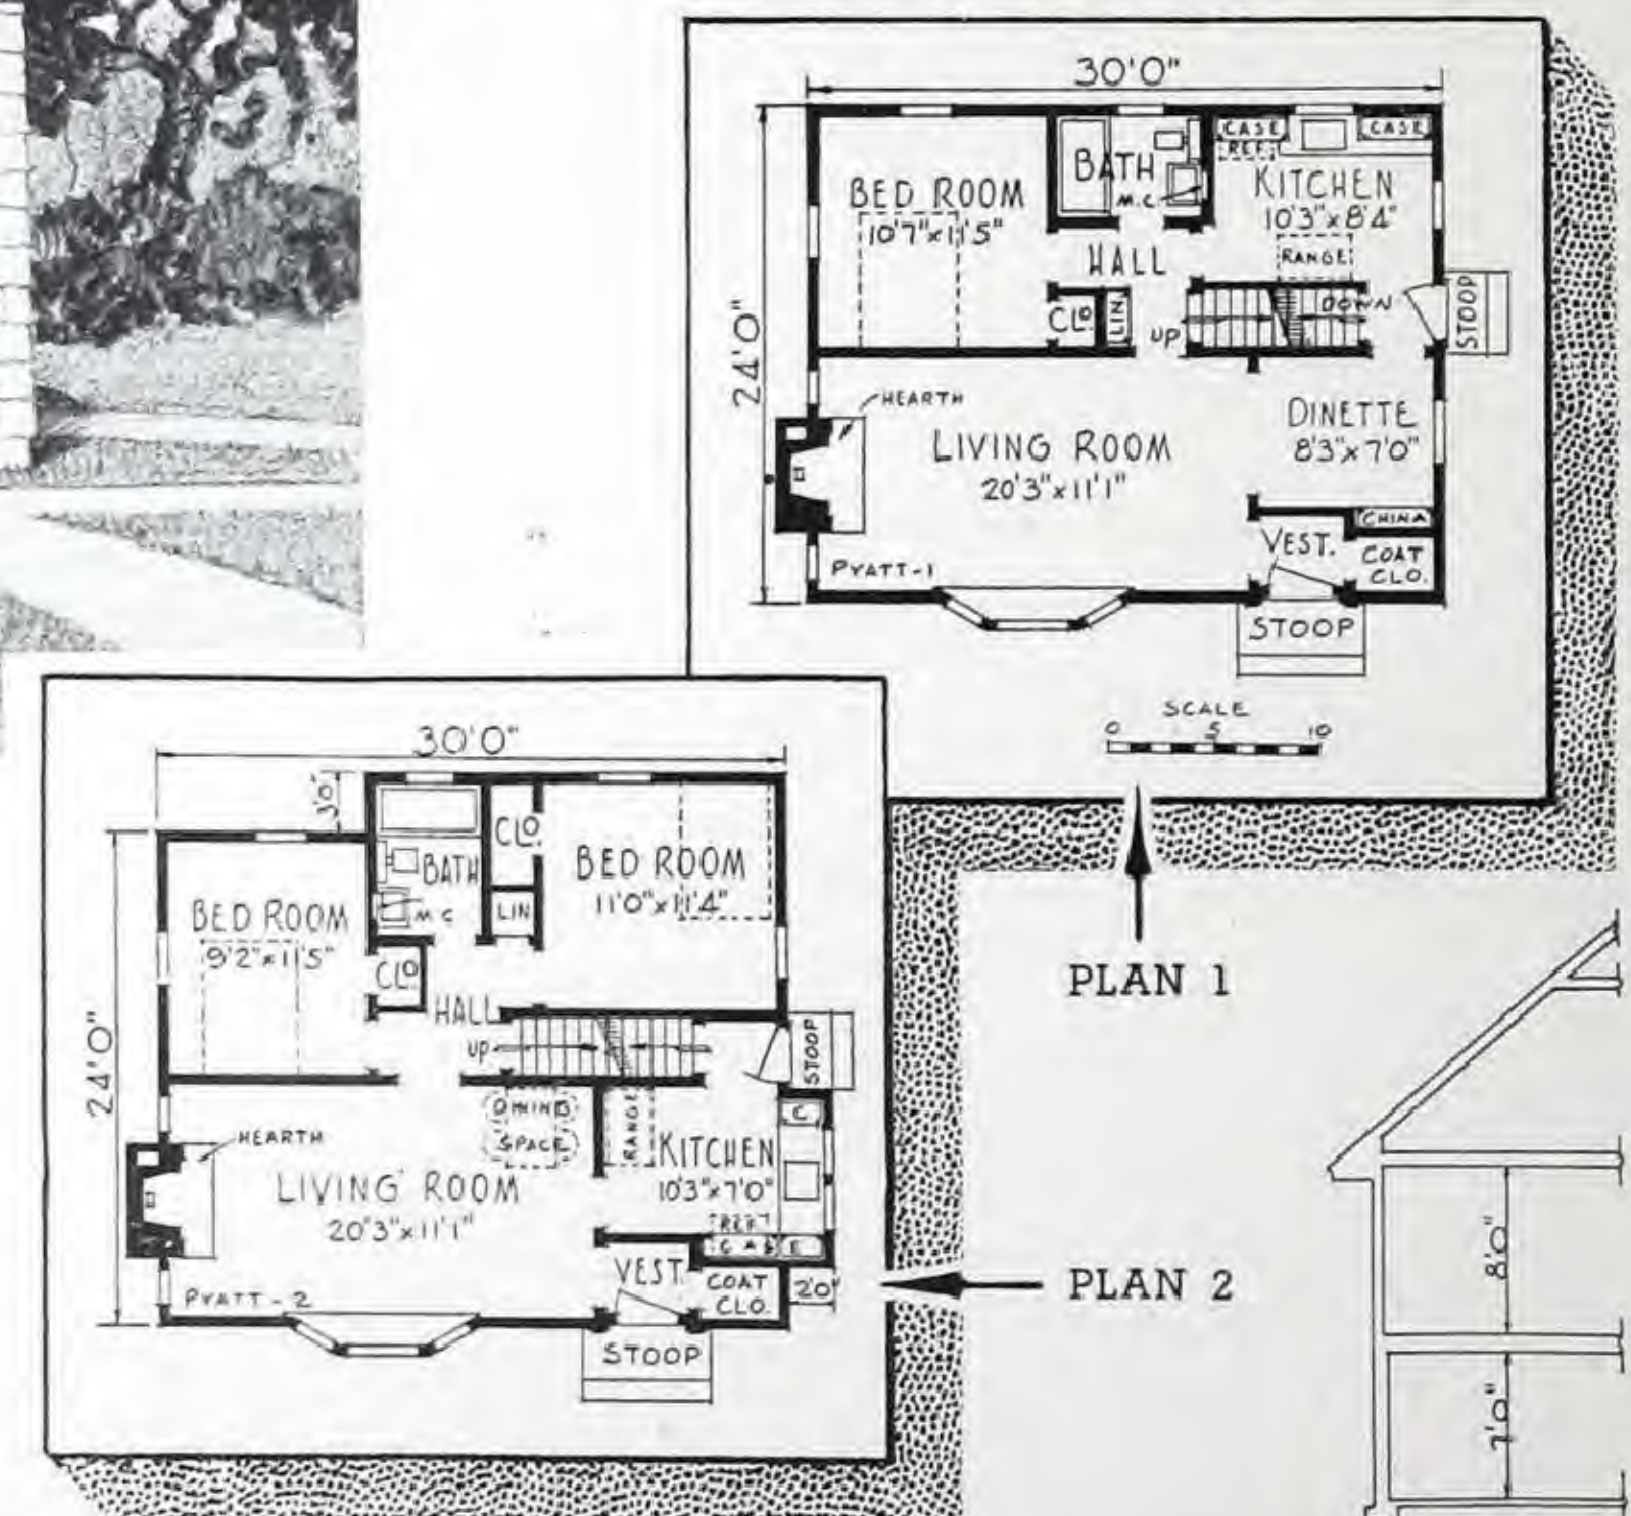 30'0"
24'0"
BED ROOM
10'7"x11'5"
BATH
M.C
CASE
REF.
CASE
KITCHEN
10'3"x8'4"
RANGE
HALL
CLO
LIN
UP
DOWN
STOOP
HEARTH
LIVING ROOM
20'3"x11'1"
DINETTE
8'3"x7'0"
CHINA
VEST.
COAT
CLO.
PYATT-1
STOOP
SCALE
0 5 10
PLAN 1
30'0"
3'0"
24'0"
BED ROOM
9'2"x11'5"
BATH
M C
CLO.
LIN
BED ROOM
11'0"x11'4"
CLO.
HALL
UP
STOOP
HEARTH
DINING
SPACE
RANGE
KITCHEN
10'3"x7'0"
C
REF.
C A S E
LIVING ROOM
20'3"x11'1"
VEST.
COAT
CLO.
2'0"
PYATT-2
STOOP
PLAN 2
8'0"
7'0"